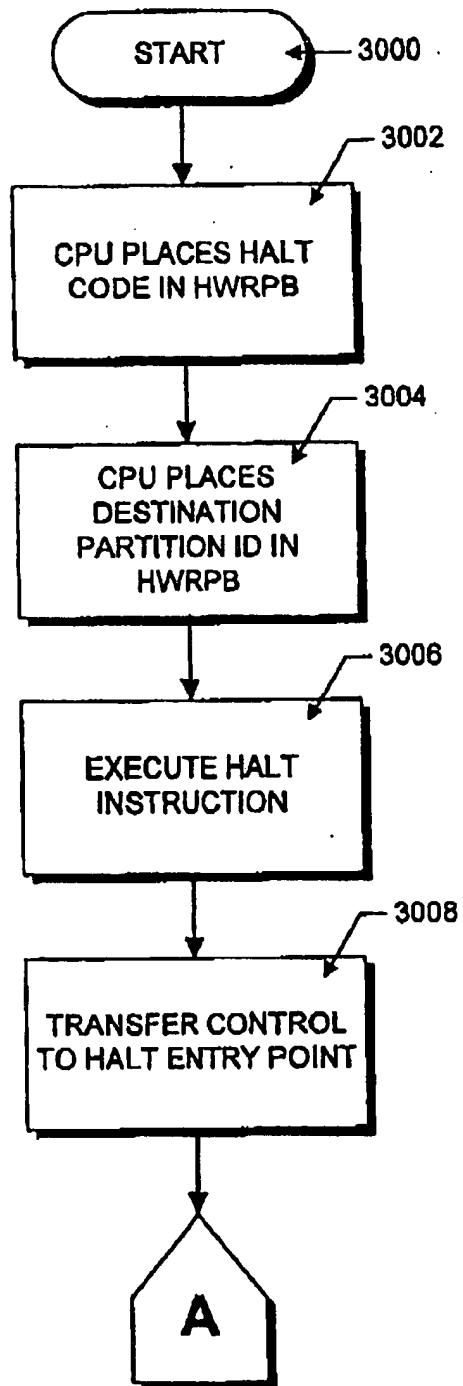 START
3000
3002
CPU PLACES HALT
CODE IN HWRPB
3004
CPU PLACES
DESTINATION
PARTITION ID IN
HWRPB
3006
EXECUTE HALT
INSTRUCTION
3008
TRANSFER CONTROL
TO HALT ENTRY POINT
A